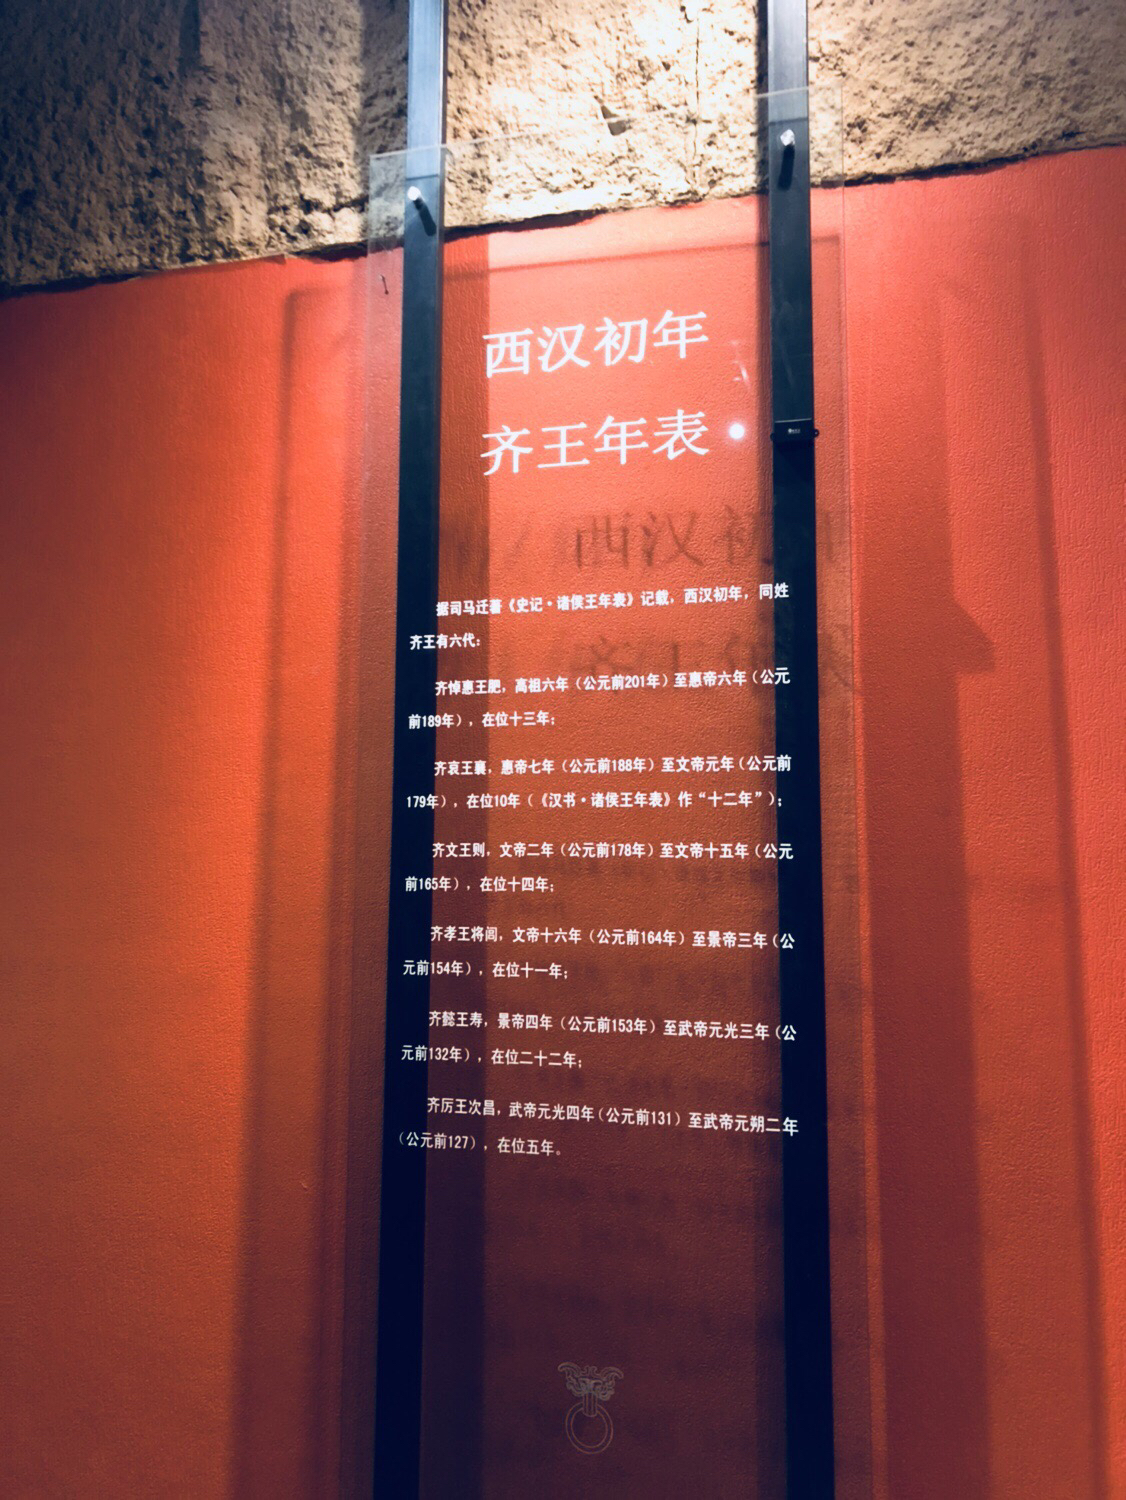 西汉初年
齐王年表
据司马迁著《史记·诸侯王年表》记载，西汉初年，同姓
齐王有六代：
齐悼惠王肥，高祖六年（公元前201年）至惠帝六年（公元
前189年），在位十三年；
齐哀王襄，惠帝七年（公元前188年）至文帝元年（公元前
179年），在位10年（《汉书·诸侯王年表》作“十二年”）；
齐文王则，文帝二年（公元前178年）至文帝十五年（公元
前165年），在位十四年；
齐孝王将闾，文帝十六年（公元前164年）至景帝三年（公
元前154年），在位十一年；
齐懿王寿，景帝四年（公元前153年）至武帝元光三年（公
元前132年），在位二十二年；
齐厉王次昌，武帝元光四年（公元前131）至武帝元朔二年
（公元前127），在位五年。